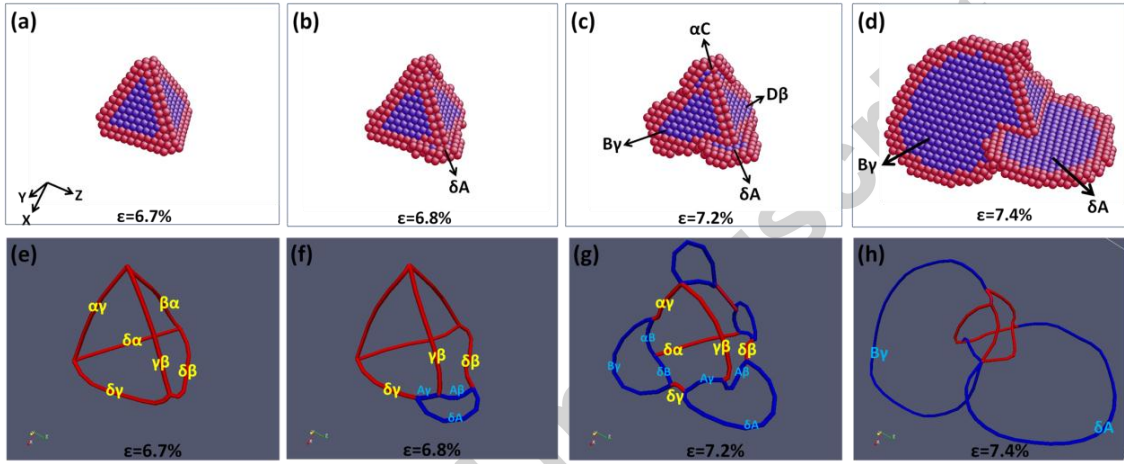 (a)
Y
X
Z
ε=6.7%
(b)
δA
ε=6.8%
(c)
αC
Dβ
Bγ
δA
ε=7.2%
(d)
Bγ
δA
ε=7.4%
(e)
αγ
βα
δα
γβ
δβ
δγ
ε=6.7%
(f)
γβ
δβ
δγ
Aγ
Aβ
δA
ε=6.8%
(g)
αγ
αB
δα
γβ
δβ
Bγ
δB
Aγ
Aβ
δγ
δA
ε=7.2%
(h)
Bγ
δA
ε=7.4%